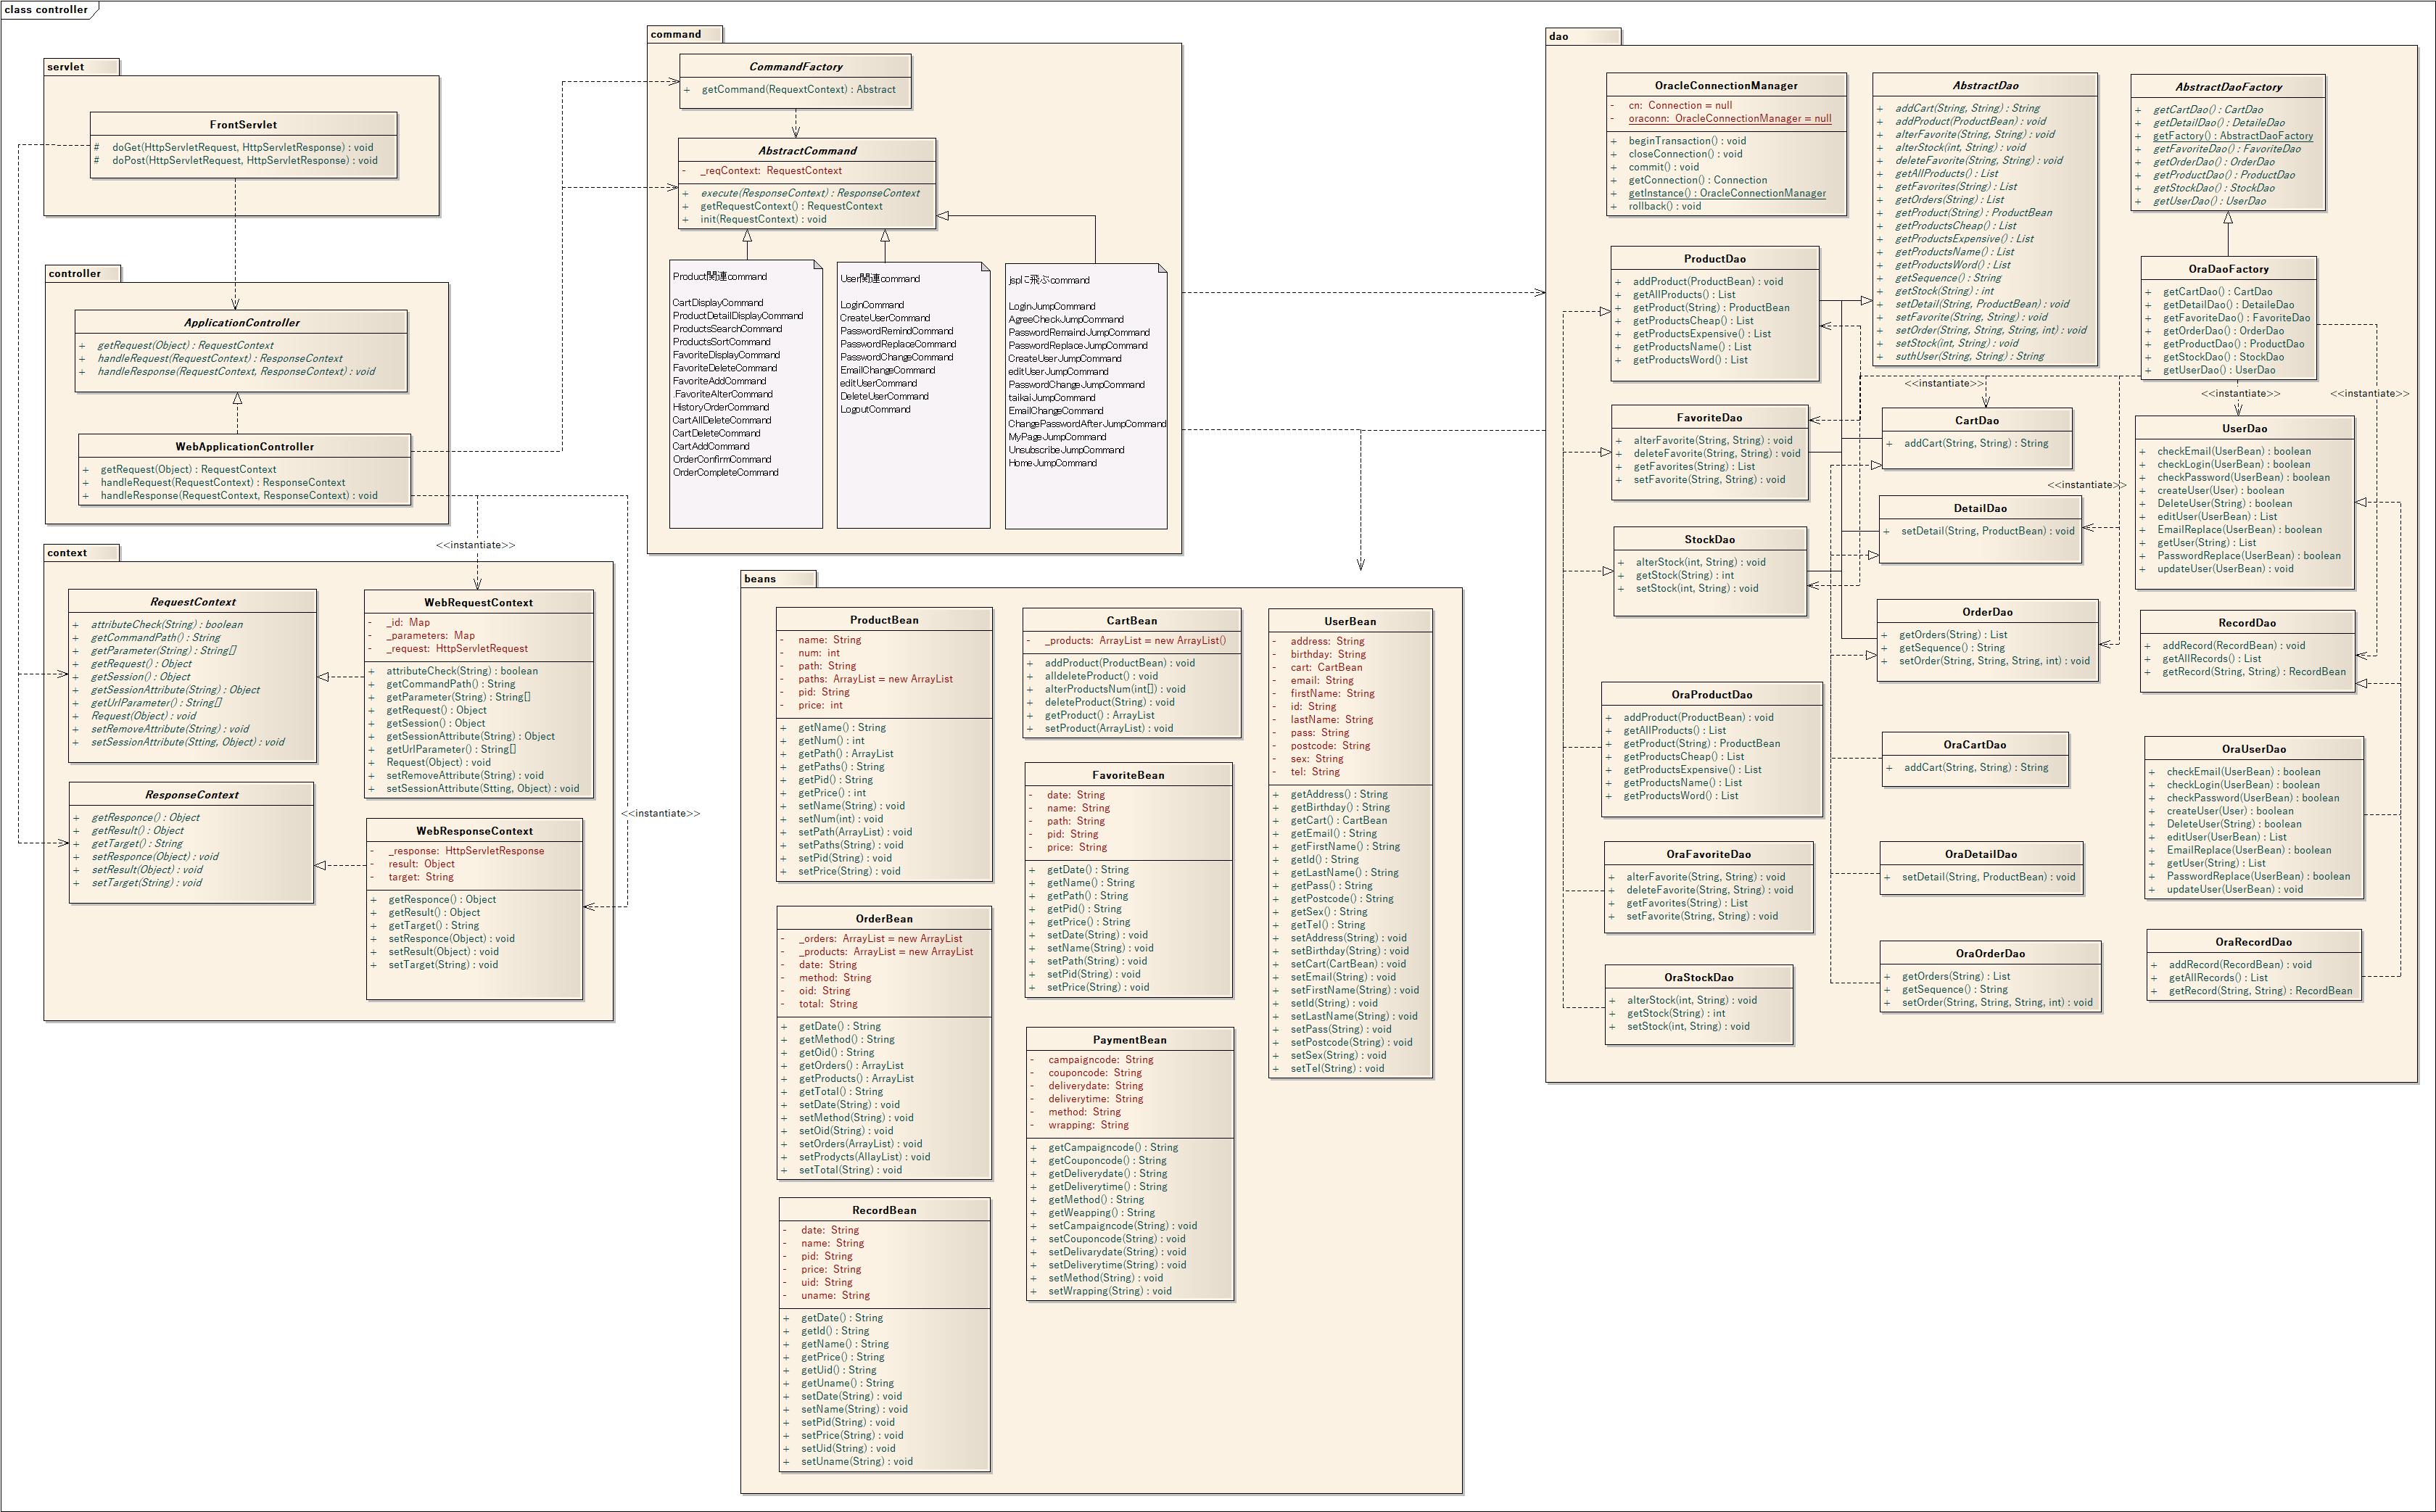 class controller
servlet
FrontServlet
# doGet(HttpServletRequest, HttpServletResponse) : void
# doPost(HttpServletRequest, HttpServletResponse) : void
controller
ApplicationController
+ getRequest(Object) : RequestContext
+ handleRequest(RequestContext) : ResponseContext
+ handleResponse(RequestContext, ResponseContext) : void
WebApplicationController
+ getRequest(Object) : RequestContext
+ handleRequest(RequestContext) : ResponseContext
+ handleResponse(RequestContext, ResponseContext) : void
<<instantiate>>
<<instantiate>>
context
RequestContext
+ attributeCheck(String) : boolean
+ getCommandPath() : String
+ getParameter(String) : String[]
+ getRequest() : Object
+ getSession() : Object
+ getSessionAttribute(String) : Object
+ getUrlParameter() : String[]
+ Request(Object) : void
+ setRemoveAttribute(String) : void
+ setSessionAttribute(Stting, Object) : void
WebRequestContext
- _id: Map
- _parameters: Map
- _request: HttpServletRequest
+ attributeCheck(String) : boolean
+ getCommandPath() : String
+ getParameter(String) : String[]
+ getRequest() : Object
+ getSession() : Object
+ getSessionAttribute(String) : Object
+ getUrlParameter() : String[]
+ Request(Object) : void
+ setRemoveAttribute(String) : void
+ setSessionAttribute(Stting, Object) : void
ResponseContext
+ getResponce() : Object
+ getResult() : Object
+ getTarget() : String
+ setResponce(Object) : void
+ setResult(Object) : void
+ setTarget(String) : void
WebResponseContext
- _response: HttpServletResponse
- result: Object
- target: String
+ getResponce() : Object
+ getResult() : Object
+ getTarget() : String
+ setResponce(Object) : void
+ setResult(Object) : void
+ setTarget(String) : void
command
CommandFactory
+ getCommand(RequextContext) : Abstract
AbstractCommand
- _reqContext: RequestContext
+ execute(ResponseContext) : ResponseContext
+ getRequestContext() : RequestContext
+ init(RequestContext) : void
Product関連command
CartDisplayCommand
ProductDetailDisplayCommand
ProductsSearchCommand
ProductsSortCommand
FavoriteDisplayCommand
FavoriteDeleteCommand
FavoriteAddCommand
.FavoriteAlterCommand
HistoryOrderCommand
CartAllDeleteCommand
CartDeleteCommand
CartAddCommand
OrderConfirmCommand
OrderCompleteCommand
User関連command
LoginCommand
CreateUserCommand
PasswordRemindCommand
PasswordReplaceCommand
PasswordChangeCommand
EmailChangeCommand
editUserCommand
DeleteUserCommand
LogoutCommand
jspに飛ぶcommand
LoginJumpCommand
AgreeCheckJumpCommand
PasswordRemaindJumpCommand
PasswordReplaceJumpCommand
CreateUserJumpCommand
editUserJumpCommand
PasswordChangeJumpCommand
taikaiJumpCommand
EmailChangeCommand
ChangePasswordAfterJumpCommand
MyPageJumpCommand
UnsubscribeJumpCommand
HomeJumpCommand
beans
ProductBean
- name: String
- num: int
- path: String
- paths: ArrayList = new ArrayList
- pid: String
- price: int
+ getName() : String
+ getNum() : int
+ getPath() : ArrayList
+ getPaths() : String
+ getPid() : String
+ getPrice() : int
+ setName(String) : void
+ setNum(int) : void
+ setPath(ArrayList) : void
+ setPaths(String) : void
+ setPid(String) : void
+ setPrice(String) : void
OrderBean
- _orders: ArrayList = new ArrayList
- _products: ArrayList = new ArrayList
- date: String
- method: String
- oid: String
- total: String
+ getDate() : String
+ getMethod() : String
+ getOid() : String
+ getOrders() : ArrayList
+ getProducts() : ArrayList
+ getTotal() : String
+ setDate(String) : void
+ setMethod(String) : void
+ setOid(String) : void
+ setOrders(ArrayList) : void
+ setProdycts(AllayList) : void
+ setTotal(String) : void
RecordBean
- date: String
- name: String
- pid: String
- price: String
- uid: String
- uname: String
+ getDate() : String
+ getId() : String
+ getName() : String
+ getPrice() : String
+ getUid() : String
+ getUname() : String
+ setDate(String) : void
+ setName(String) : void
+ setPid(String) : void
+ setPrice(String) : void
+ setUid(String) : void
+ setUname(String) : void
CartBean
- _products: ArrayList = new ArrayList()
+ addProduct(ProductBean) : void
+ alldeleteProduct() : void
+ alterProductsNum(int[]) : void
+ deleteProduct(String) : void
+ getProduct() : ArrayList
+ setProduct(ArrayList) : void
FavoriteBean
- date: String
- name: String
- path: String
- pid: String
- price: String
+ getDate() : String
+ getName() : String
+ getPath() : String
+ getPid() : String
+ getPrice() : String
+ setDate(String) : void
+ setName(String) : void
+ setPath(String) : void
+ setPid(String) : void
+ setPrice(String) : void
PaymentBean
- campaigncode: String
- couponcode: String
- deliverydate: String
- deliverytime: String
- method: String
- wrapping: String
+ getCampaigncode() : String
+ getCouponcode() : String
+ getDeliverydate() : String
+ getDeliverytime() : String
+ getMethod() : String
+ getWeapping() : String
+ setCampaigncode(String) : void
+ setCouponcode(String) : void
+ setDelivarydate(String) : void
+ setDeliverytime(String) : void
+ setMethod(String) : void
+ setWrapping(String) : void
UserBean
- address: String
- birthday: String
- cart: CartBean
- email: String
- firstName: String
- id: String
- lastName: String
- pass: String
- postcode: String
- sex: String
- tel: String
+ getAddress() : String
+ getBirthday() : String
+ getCart() : CartBean
+ getEmail() : String
+ getFirstName() : String
+ getId() : String
+ getLastName() : String
+ getPass() : String
+ getPostcode() : String
+ getSex() : String
+ getTel() : String
+ setAddress(String) : void
+ setBirthday(String) : void
+ setCart(CartBean) : void
+ setEmail(String) : void
+ setFirstName(String) : void
+ setId(String) : void
+ setLastName(String) : void
+ setPass(String) : void
+ setPostcode(String) : void
+ setSex(String) : void
+ setTel(String) : void
dao
OracleConnectionManager
- cn: Connection = null
- oraconn: OracleConnectionManager = null
+ beginTransaction() : void
+ closeConnection() : void
+ commit() : void
+ getConnection() : Connection
+ getInstance() : OracleConnectionManager
+ rollback() : void
AbstractDao
+ addCart(String, String) : String
+ addProduct(ProductBean) : void
+ alterFavorite(String, String) : void
+ alterStock(int, String) : void
+ deleteFavorite(String, String) : void
+ getAllProducts() : List
+ getFavorites(String) : List
+ getOrders(String) : List
+ getProduct(String) : ProductBean
+ getProductsCheap() : List
+ getProductsExpensive() : List
+ getProductsName() : List
+ getProductsWord() : List
+ getSequence() : String
+ getStock(String) : int
+ setDetail(String, ProductBean) : void
+ setFavorite(String, String) : void
+ setOrder(String, String, String, int) : void
+ setStock(int, String) : void
+ suthUser(String, String) : String
AbstractDaoFactory
+ getCartDao() : CartDao
+ getDetailDao() : DetaileDao
+ getFactory() : AbstractDaoFactory
+ getFavoriteDao() : FavoriteDao
+ getOrderDao() : OrderDao
+ getProductDao() : ProductDao
+ getStockDao() : StockDao
+ getUserDao() : UserDao
OraDaoFactory
+ getCartDao() : CartDao
+ getDetailDao() : DetaileDao
+ getFavoriteDao() : FavoriteDao
+ getOrderDao() : OrderDao
+ getProductDao() : ProductDao
+ getStockDao() : StockDao
+ getUserDao() : UserDao
<<instantiate>>
<<instantiate>>
<<instantiate>>
<<instantiate>>
ProductDao
+ addProduct(ProductBean) : void
+ getAllProducts() : List
+ getProduct(String) : ProductBean
+ getProductsCheap() : List
+ getProductsExpensive() : List
+ getProductsName() : List
+ getProductsWord() : List
FavoriteDao
+ alterFavorite(String, String) : void
+ deleteFavorite(String, String) : void
+ getFavorites(String) : List
+ setFavorite(String, String) : void
StockDao
+ alterStock(int, String) : void
+ getStock(String) : int
+ setStock(int, String) : void
CartDao
+ addCart(String, String) : String
DetailDao
+ setDetail(String, ProductBean) : void
OrderDao
+ getOrders(String) : List
+ getSequence() : String
+ setOrder(String, String, String, int) : void
UserDao
+ checkEmail(UserBean) : boolean
+ checkLogin(UserBean) : boolean
+ checkPassword(UserBean) : boolean
+ createUser(User) : boolean
+ DeleteUser(String) : boolean
+ editUser(UserBean) : List
+ EmailReplace(UserBean) : boolean
+ getUser(String) : List
+ PasswordReplace(UserBean) : boolean
+ updateUser(UserBean) : void
RecordDao
+ addRecord(RecordBean) : void
+ getAllRecords() : List
+ getRecord(String, String) : RecordBean
OraProductDao
+ addProduct(ProductBean) : void
+ getAllProducts() : List
+ getProduct(String) : ProductBean
+ getProductsCheap() : List
+ getProductsExpensive() : List
+ getProductsName() : List
+ getProductsWord() : List
OraFavoriteDao
+ alterFavorite(String, String) : void
+ deleteFavorite(String, String) : void
+ getFavorites(String) : List
+ setFavorite(String, String) : void
OraStockDao
+ alterStock(int, String) : void
+ getStock(String) : int
+ setStock(int, String) : void
OraCartDao
+ addCart(String, String) : String
OraDetailDao
+ setDetail(String, ProductBean) : void
OraOrderDao
+ getOrders(String) : List
+ getSequence() : String
+ setOrder(String, String, String, int) : void
OraUserDao
+ checkEmail(UserBean) : boolean
+ checkLogin(UserBean) : boolean
+ checkPassword(UserBean) : boolean
+ createUser(User) : boolean
+ DeleteUser(String) : boolean
+ editUser(UserBean) : List
+ EmailReplace(UserBean) : boolean
+ getUser(String) : List
+ PasswordReplace(UserBean) : boolean
+ updateUser(UserBean) : void
OraRecordDao
+ addRecord(RecordBean) : void
+ getAllRecords() : List
+ getRecord(String, String) : RecordBean